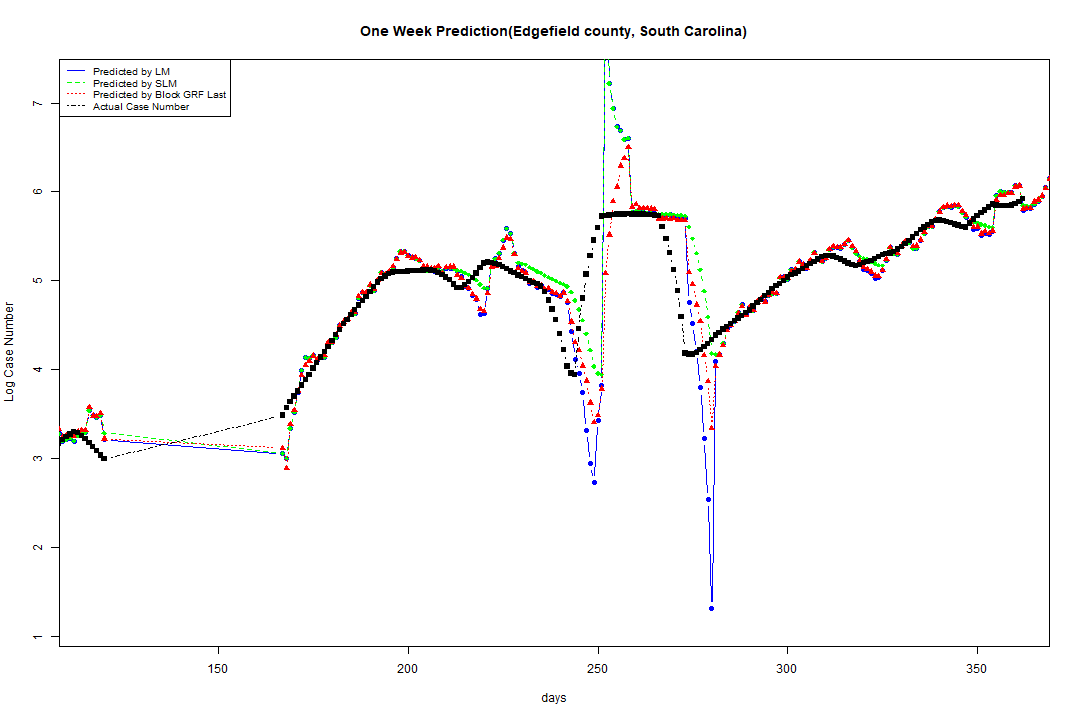 One Week Prediction(Edgefield county, South Carolina)
Predicted by LM
Predicted by SLM
Predicted by Block GRF Last
Actual Case Number
7
6
5
4
3
2
1
Log Case Number
150 200 250 300 350
days